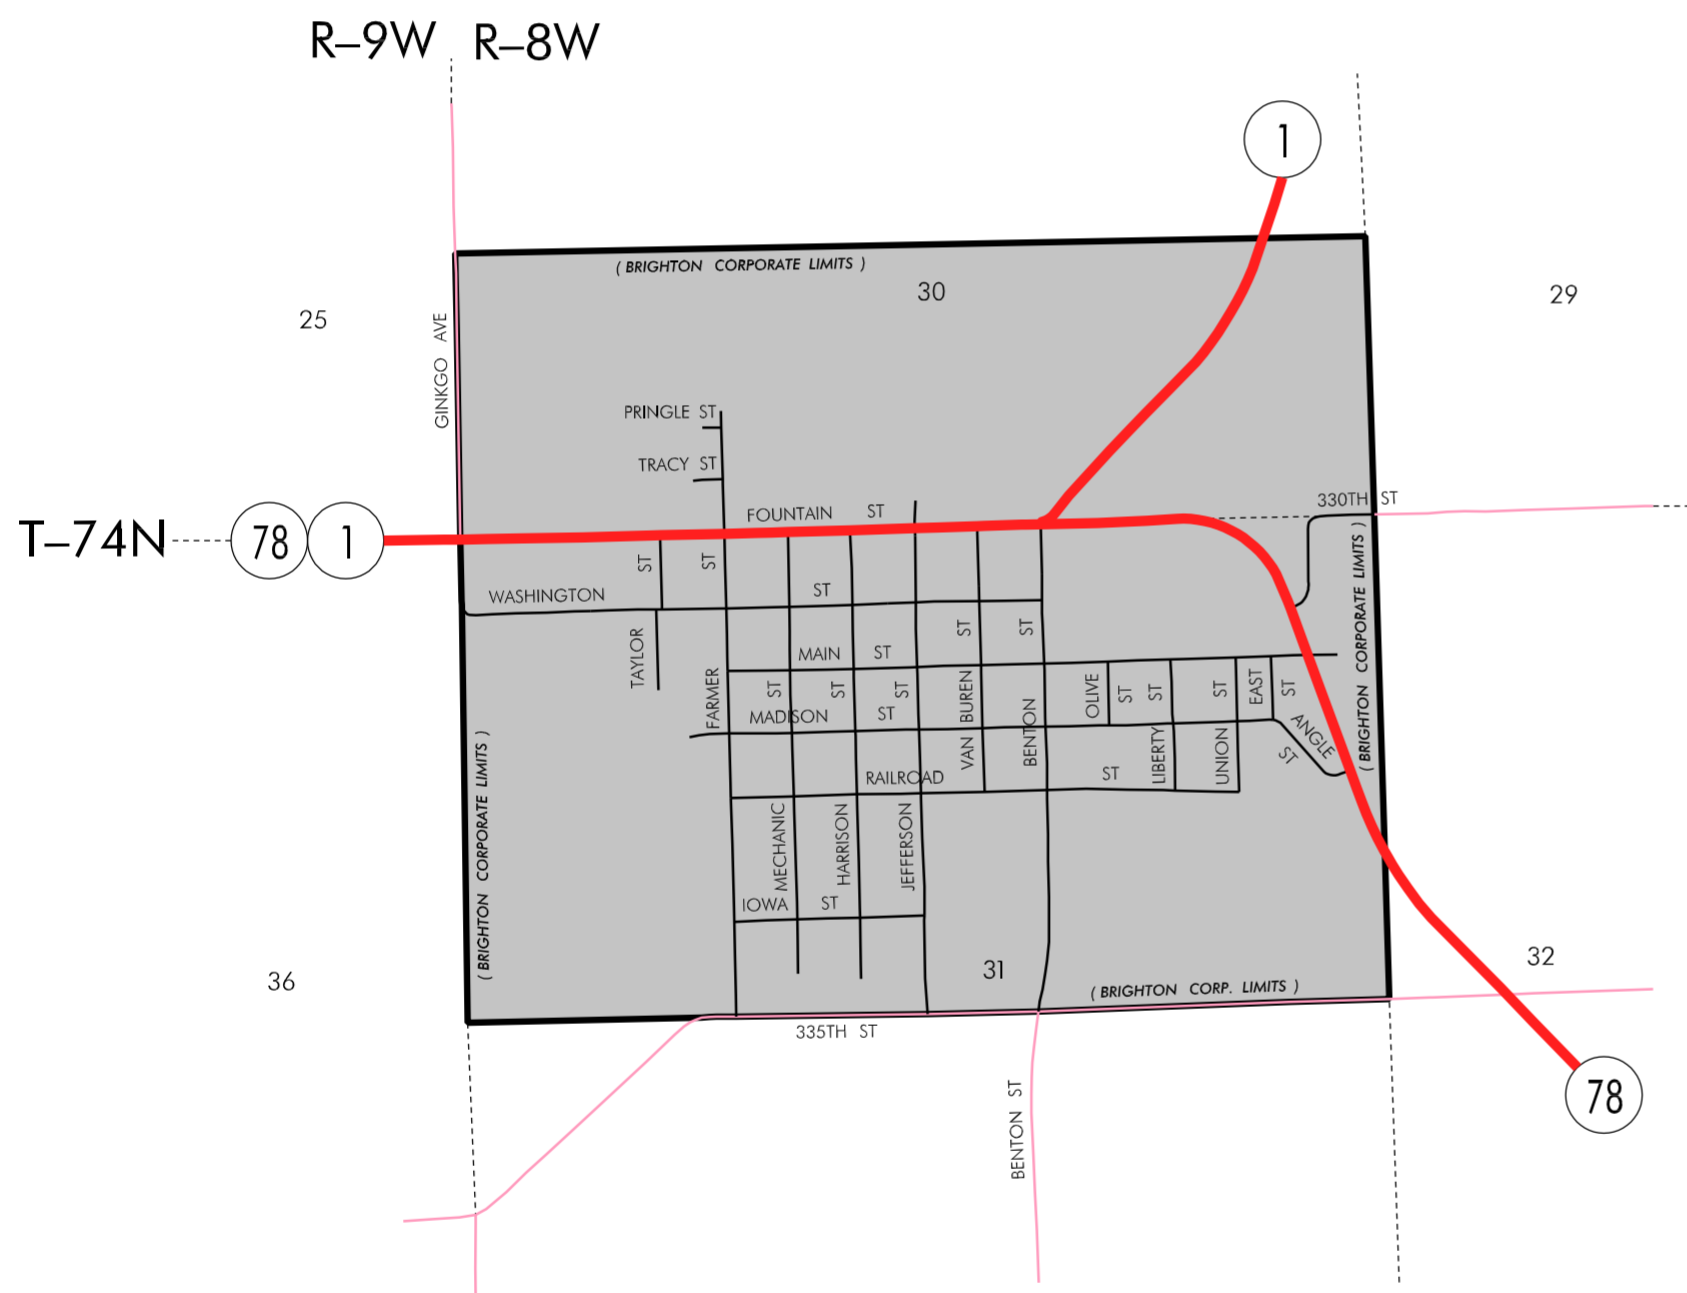 R–9W R–8W
1
( BRIGHTON CORPORATE LIMITS )
30
29
25
GINKGO AVE
PRINGLE ST
TRACY ST
330TH ST
FOUNTAIN ST
T–74N 78 1
ST
ST
WASHINGTON ST
( BRIGHTON CORPORATE LIMITS )
TAYLOR
MAIN ST
ST
ST
FARMER
ST
ST
ST
VAN BUREN
BENTON
OLIVE
ST
ST
ST
EAST
ST
MADISON ST
ANGLE
ST
LIBERTY
UNION
RAILROAD ST
( BRIGHTON CORPORATE LIMITS )
MECHANIC
HARRISON
JEFFERSON
IOWA ST
36
31
32
( BRIGHTON CORP. LIMITS )
335TH ST
BENTON ST
78